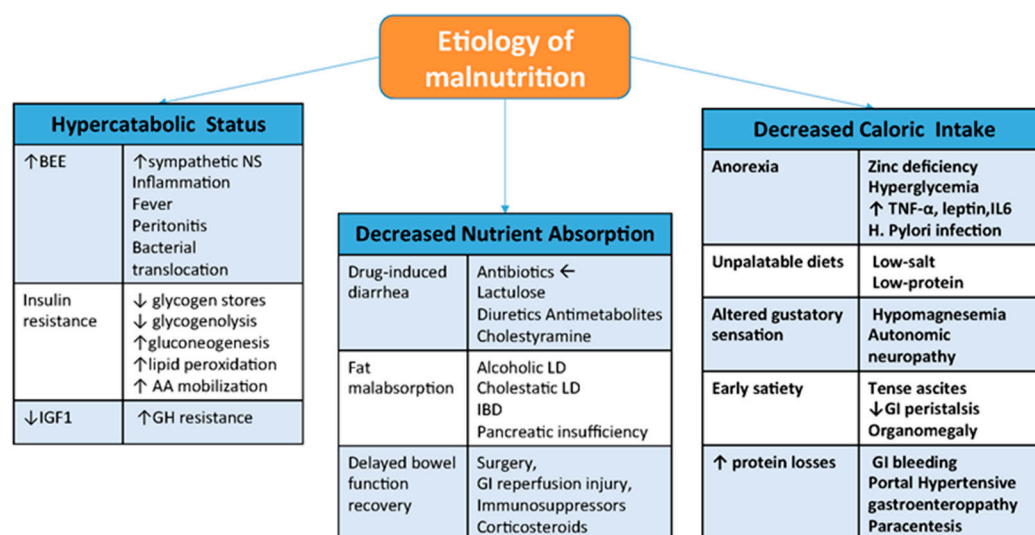 Etiology of
malnutrition
Hypercatabolic Status
↑BEE
↑sympathetic NS
Inflammation
Fever
Peritonitis
Bacterial
translocation
Insulin
resistance
↓ glycogen stores
↓ glycogenolysis
↑gluconeogenesis
↑lipid peroxidation
↑ AA mobilization
↓IGF1
↑GH resistance
Decreased Nutrient Absorption
Drug-induced
diarrhea
Antibiotics ←
Lactulose
Diuretics Antimetabolites
Cholestyramine
Fat
malabsorption
Alcoholic LD
Cholestatic LD
IBD
Pancreatic insufficiency
Delayed bowel
function
recovery
Surgery,
GI reperfusion injury,
Immunosuppressors
Corticosteroids
Decreased Caloric Intake
Anorexia
Zinc deficiency
Hyperglycemia
↑ TNF-α, leptin,IL6
H. Pylori infection
Unpalatable diets
Low-salt
Low-protein
Altered gustatory
sensation
Hypomagnesemia
Autonomic
neuropathy
Early satiety
Tense ascites
↓GI peristalsis
Organomegaly
↑ protein losses
GI bleeding
Portal Hypertensive
gastroenteroppathy
Paracentesis